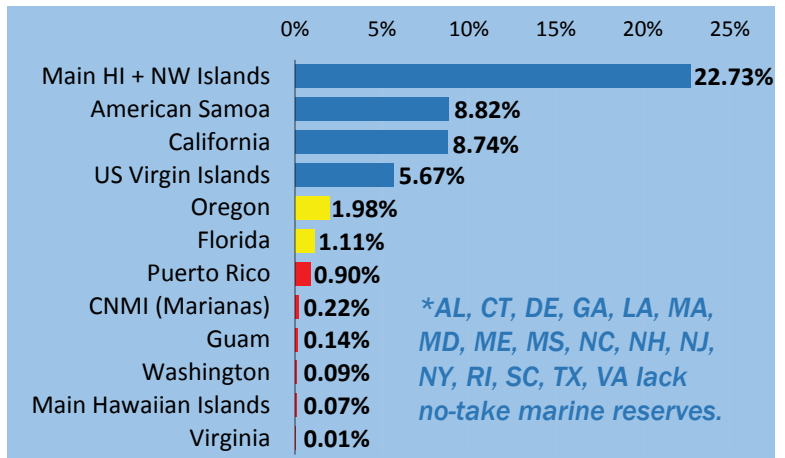 0% 5% 10% 15% 20% 25%
Main HI + NW Islands 22.73%
American Samoa 8.82%
California 8.74%
US Virgin Islands 5.67%
Oregon 1.98%
Florida 1.11%
Puerto Rico 0.90%
CNMI (Marianas) 0.22%
Guam 0.14%
Washington 0.09%
Main Hawaiian Islands 0.07%
Virginia 0.01%
*AL, CT, DE, GA, LA, MA,
MD, ME, MS, NC, NH, NJ,
NY, RI, SC, TX, VA lack
no-take marine reserves.